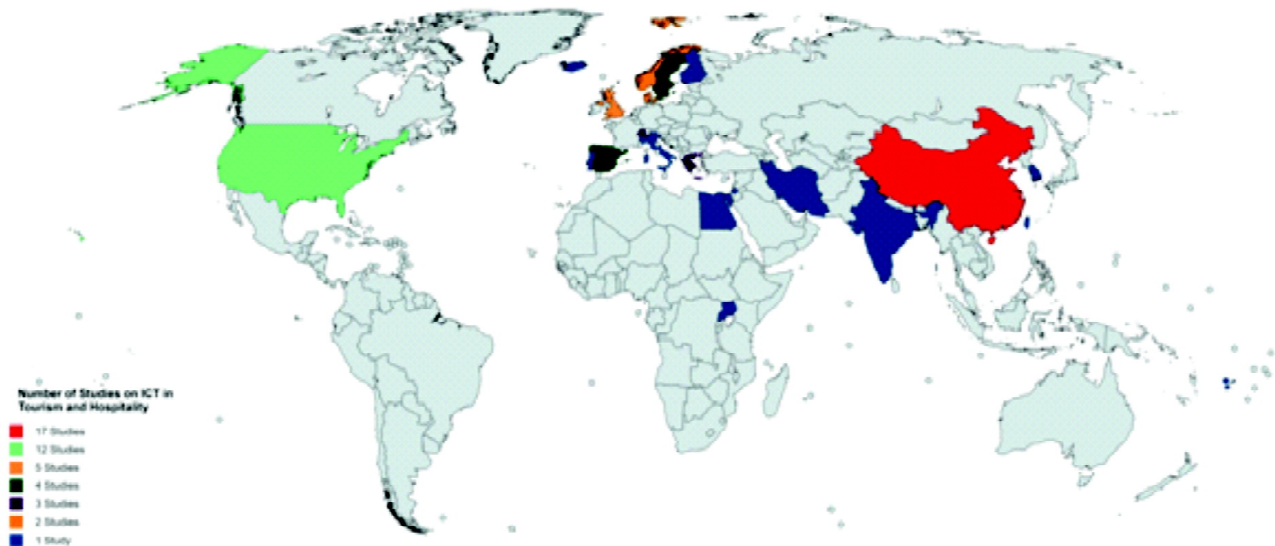 Number of Studies on ICT in
Tourism and Hospitality
17 Studies
12 Studies
5 Studies
4 Studies
3 Studies
2 Studies
1 Study